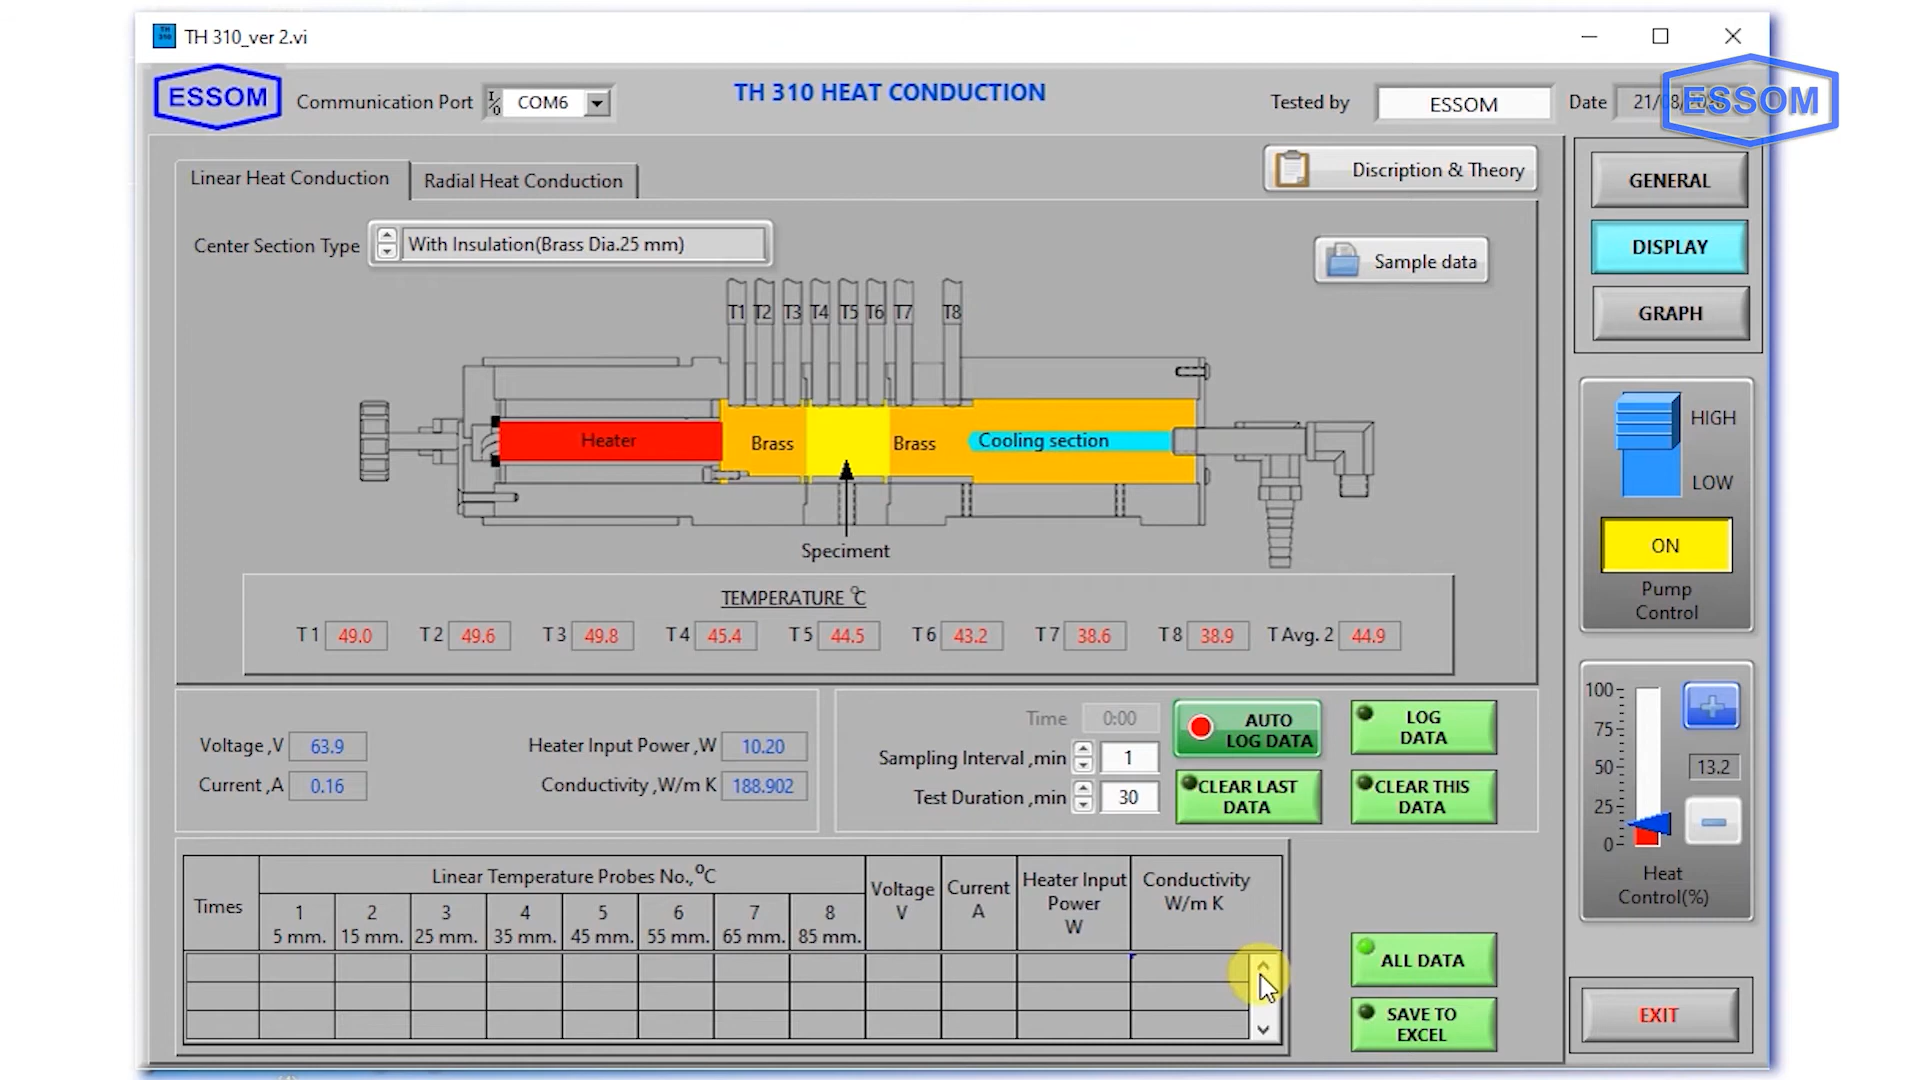 TH 310_ver 2.vi
ESSOM
Communication Port
COM6
TH 310 HEAT CONDUCTION
Tested by
ESSOM
Date
ESSOM
Linear Heat Conduction
Radial Heat Conduction
Discription & Theory
GENERAL
DISPLAY
GRAPH
Center Section Type
With Insulation(Brass Dia.25 mm)
Sample data
T1 T2 T3 T4 T5 T6 T7 T8
Heater
Brass
Brass
Cooling section
Speciment
HIGH
LOW
ON
Pump
Control
TEMPERATURE °C
T 1 49.0 T 2 49.6 T 3 49.8 T 4 45.4 T 5 44.5 T 6 43.2 T 7 38.6 T 8 38.9 T Avg. 2 44.9
Voltage ,V 63.9
Heater Input Power ,W 10.20
Current ,A 0.16
Conductivity ,W/m K 188.902
Time 0:00
Sampling Interval ,min 1
Test Duration ,min 30
AUTO
LOG DATA
LOG
DATA
CLEAR LAST
DATA
CLEAR THIS
DATA
100
75
50
25
0
13.2
Heat
Control(%)
Times
Linear Temperature Probes No.,°C
1 2 3 4 5 6 7 8
5 mm. 15 mm. 25 mm. 35 mm. 45 mm. 55 mm. 65 mm. 85 mm.
Voltage
V
Current
A
Heater Input
Power
W
Conductivity
W/m K
ALL DATA
SAVE TO
EXCEL
EXIT